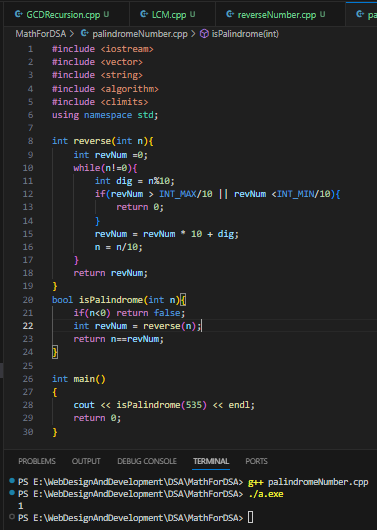 GCDRecursion.cpp U
LCM.cpp U
reverseNumber.cpp U
pa
MathForDSA > palindromeNumber.cpp > isPalindrome(int)
1 #include <iostream>
2 #include <vector>
3 #include <string>
4 #include <algorithm>
5 #include <climits>
6 using namespace std;
7
8 int reverse(int n){
9 int revNum =0;
10 while(n!=0){
11 int dig = n%10;
12 if(revNum > INT_MAX/10 || revNum <INT_MIN/10){
13 return 0;
14 }
15 revNum = revNum * 10 + dig;
16 n = n/10;
17 }
18 return revNum;
19 }
20 bool isPalindrome(int n){
21 if(n<0) return false;
22 int revNum = reverse(n);
23 return n==revNum;
24 }
25
26 int main()
27 {
28 cout << isPalindrome(535) << endl;
29 return 0;
30 }
PROBLEMS OUTPUT DEBUG CONSOLE TERMINAL PORTS
PS E:\WebDesignAndDevelopment\DSA\MathForDSA> g++ palindromeNumber.cpp
PS E:\WebDesignAndDevelopment\DSA\MathForDSA> ./a.exe
1
PS E:\WebDesignAndDevelopment\DSA\MathForDSA>